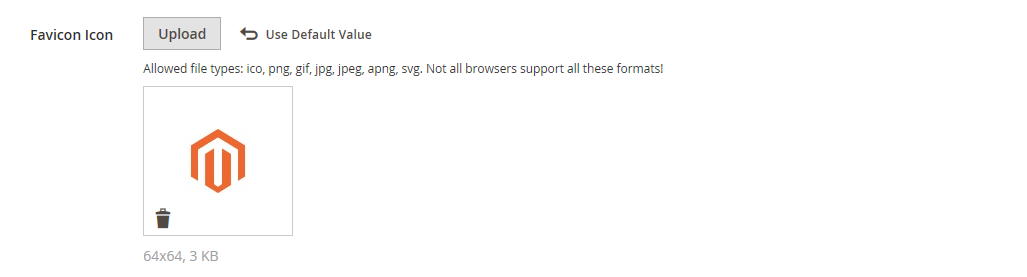 Favicon Icon Upload Use Default Value
Allowed file types: ico, png, gif, jpg, jpeg, apng, svg. Not all browsers support all these formats!
64x64, 3 KB